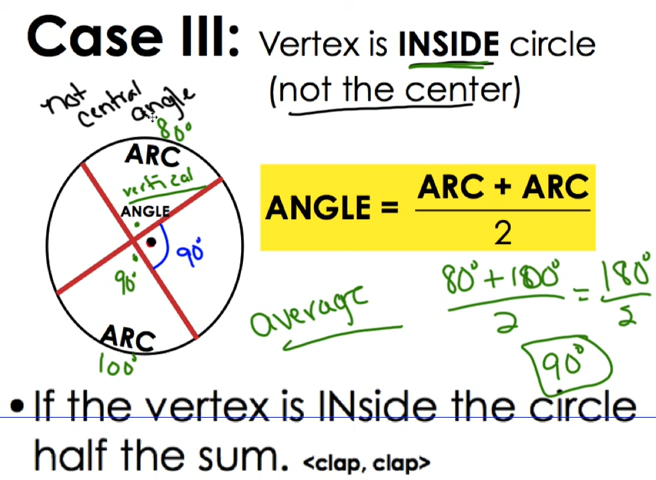 Case III: Vertex is INSIDE circle
(not the center)
not
central
angle
80°
ARC
vertical
ANGLE
90°
90°
ARC
100°
ANGLE = ARC + ARC
2
average
80° + 100° = 180°
2 2
90°
• If the vertex is INside the circle
half the sum. <clap, clap>